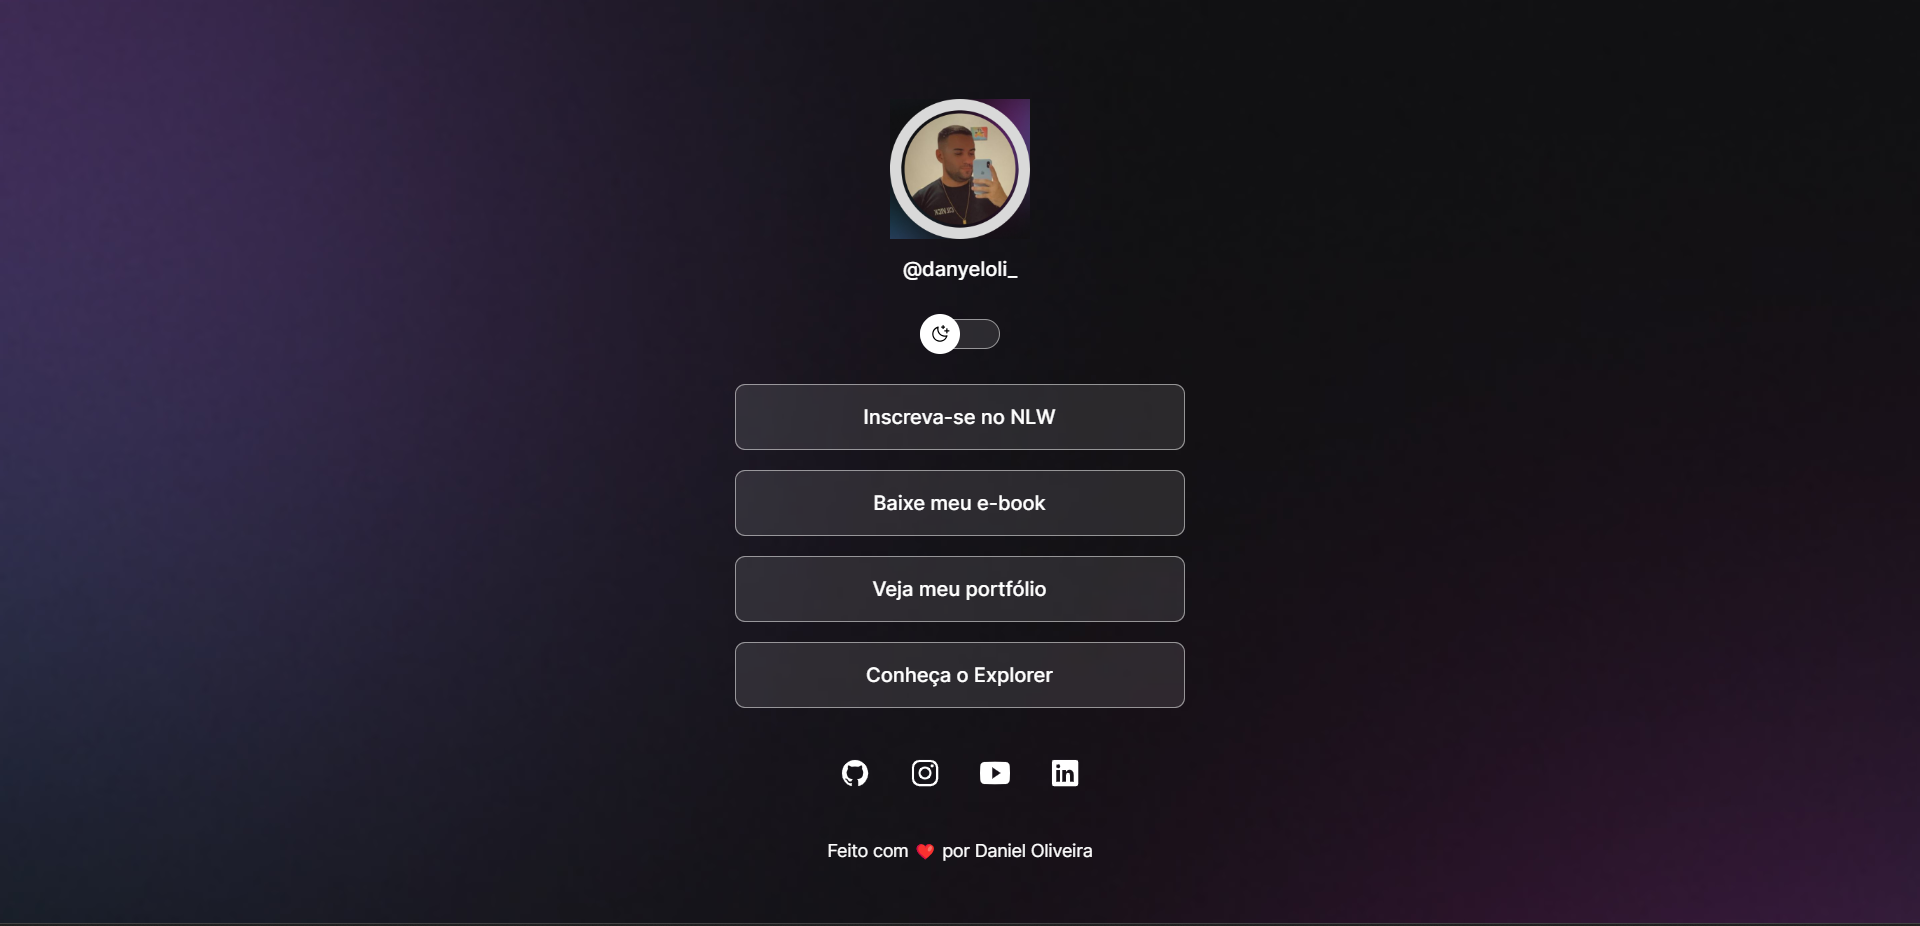 @danyeloli_
Inscreva-se no NLW
Baixe meu e-book
Veja meu portfólio
Conheça o Explorer
Feito com ❤️ por Daniel Oliveira